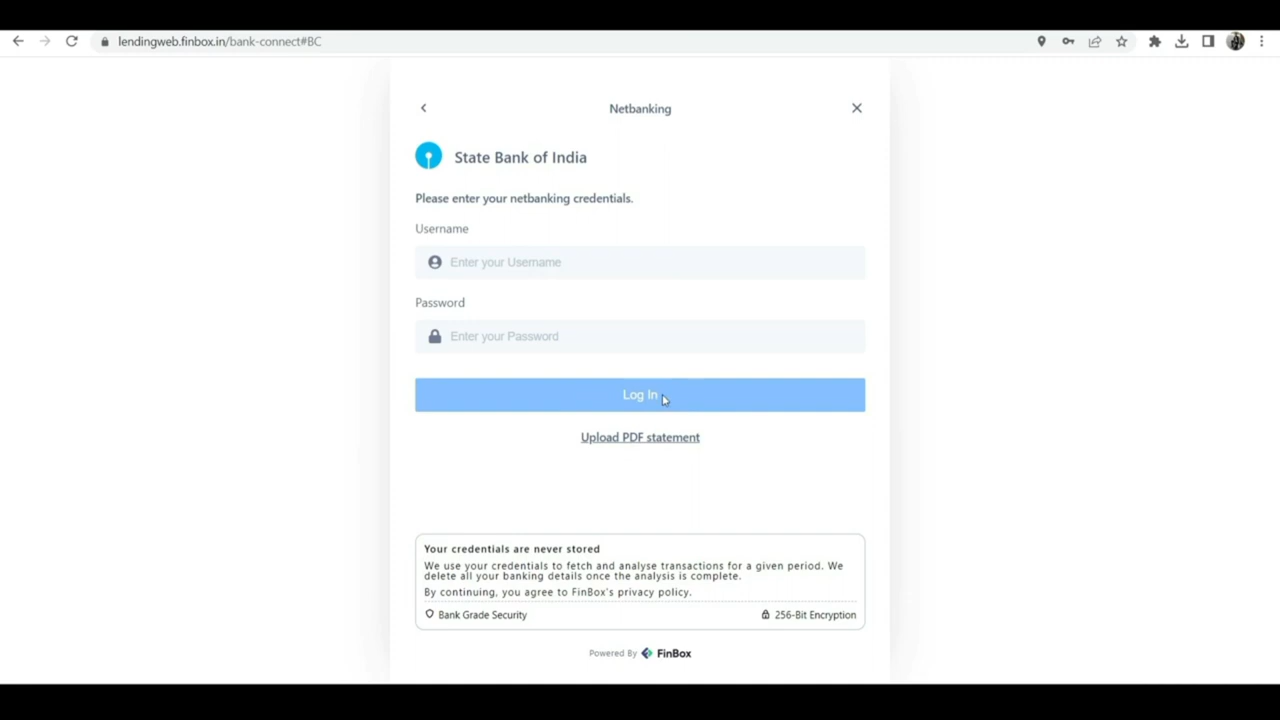 lendingweb.finbox.in/bank-connect#BC
Netbanking
State Bank of India
Please enter your netbanking credentials.
Username
Enter your Username
Password
Enter your Password
Log In
Upload PDF statement
Your credentials are never stored
We use your credentials to fetch and analyse transactions for a given period. We
delete all your banking details once the analysis is complete.
By continuing, you agree to FinBox's privacy policy.
Bank Grade Security
256-Bit Encryption
Powered By FinBox